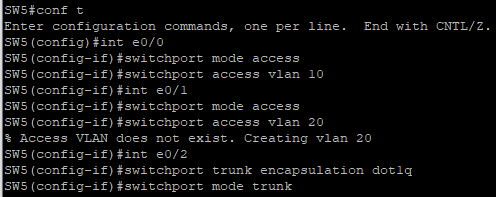 SW5#conf t
Enter configuration commands, one per line.  End with CNTL/Z.
SW5(config)#int e0/0
SW5(config-if)#switchport mode access
SW5(config-if)#switchport access vlan 10
SW5(config-if)#int e0/1
SW5(config-if)#switchport mode access
SW5(config-if)#switchport access vlan 20
% Access VLAN does not exist. Creating vlan 20
SW5(config-if)#int e0/2
SW5(config-if)#switchport trunk encapsulation dot1q
SW5(config-if)#switchport mode trunk